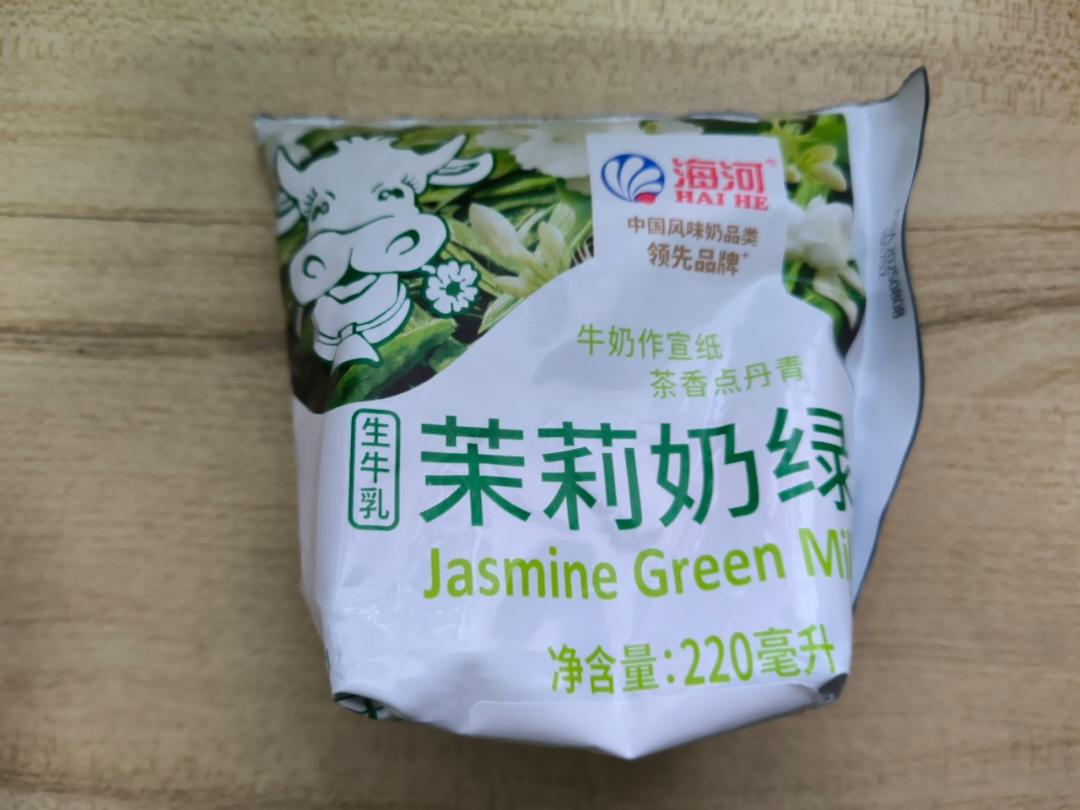 海河®
HAI HE
中国风味奶品类
领先品牌*
牛奶作宣纸
茶香点丹青
生牛乳
茉莉奶绿
Jasmine Green Mil
净含量:220毫升
20250808